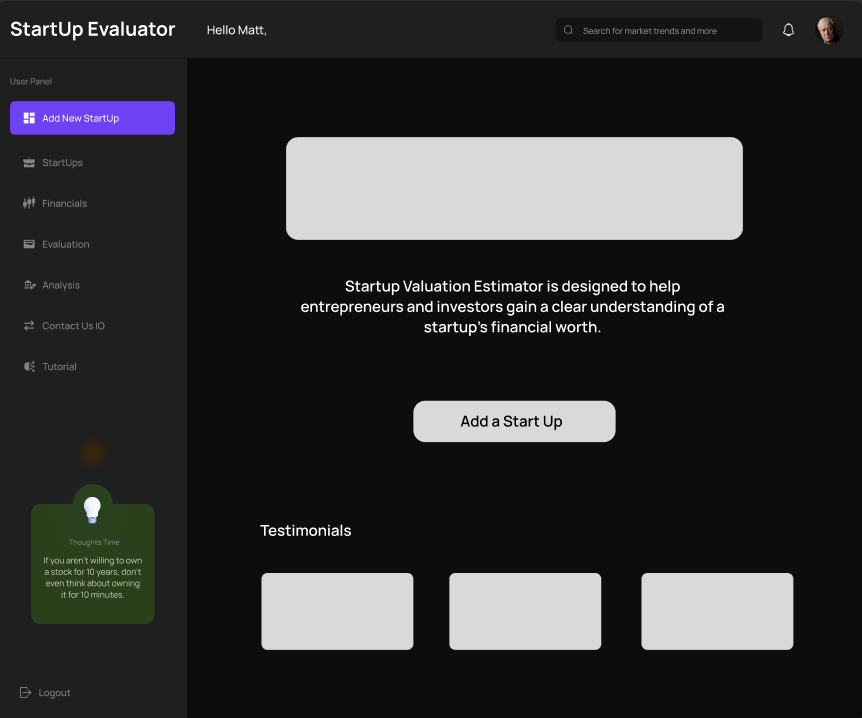 StartUp Evaluator
Hello Matt,
Search for market trends and more
User Panel
Add New StartUp
StartUps
Financials
Evaluation
Analysis
Contact Us IO
Tutorial
Thoughts Time
If you aren't willing to own
a stock for 10 years, don't
even think about owning
it for 10 minutes.
Logout
Startup Valuation Estimator is designed to help
entrepreneurs and investors gain a clear understanding of a
startup's financial worth.
Add a Start Up
Testimonials